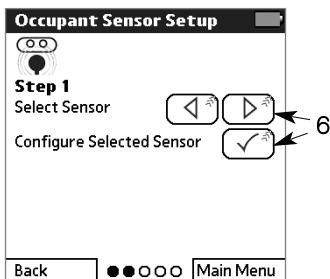 Occupant Sensor Setup
Step 1
Select Sensor
Configure Selected Sensor
6
Back
Main Menu